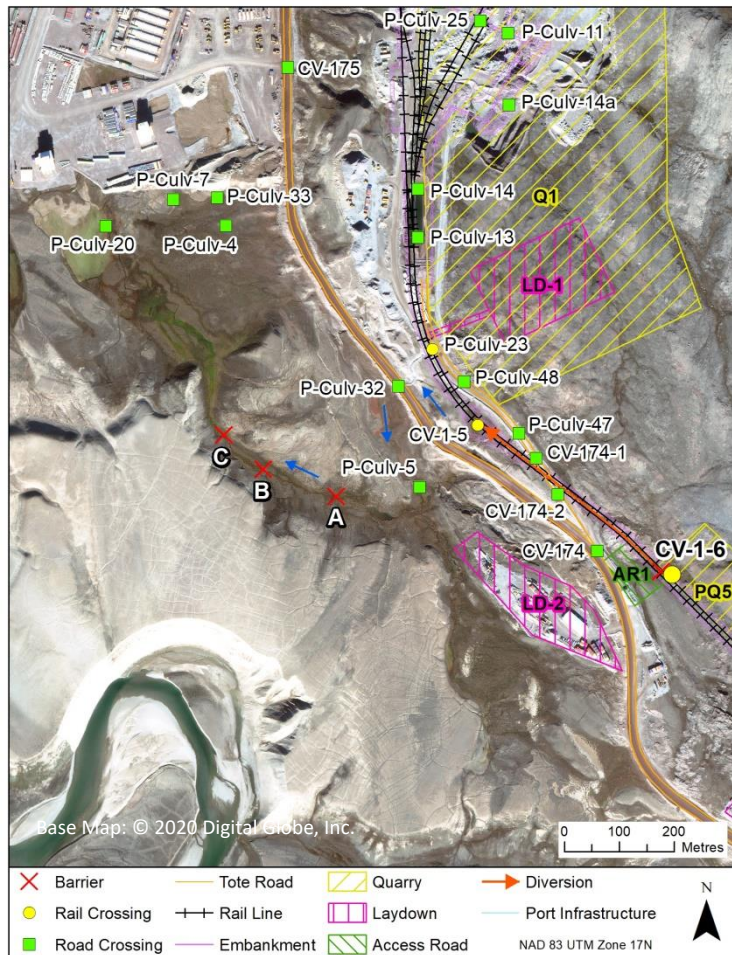 P-Culv-25
P-Culv-11
CV-175
P-Culv-14a
P-Culv-7
P-Culv-33
P-Culv-14
Q1
P-Culv-20
P-Culv-4
P-Culv-13
LD-1
P-Culv-23
P-Culv-32
P-Culv-48
CV-1-5
P-Culv-47
C
CV-174-1
B
P-Culv-5
A
CV-174-2
CV-174
CV-1-6
AR1
PQ5
LD-2
Base Map: © 2020 Digital Globe, Inc.
0 100 200
Metres
Barrier Tote Road Quarry Diversion N
Rail Crossing Rail Line Laydown Port Infrastructure
Road Crossing Embankment Access Road NAD 83 UTM Zone 17N